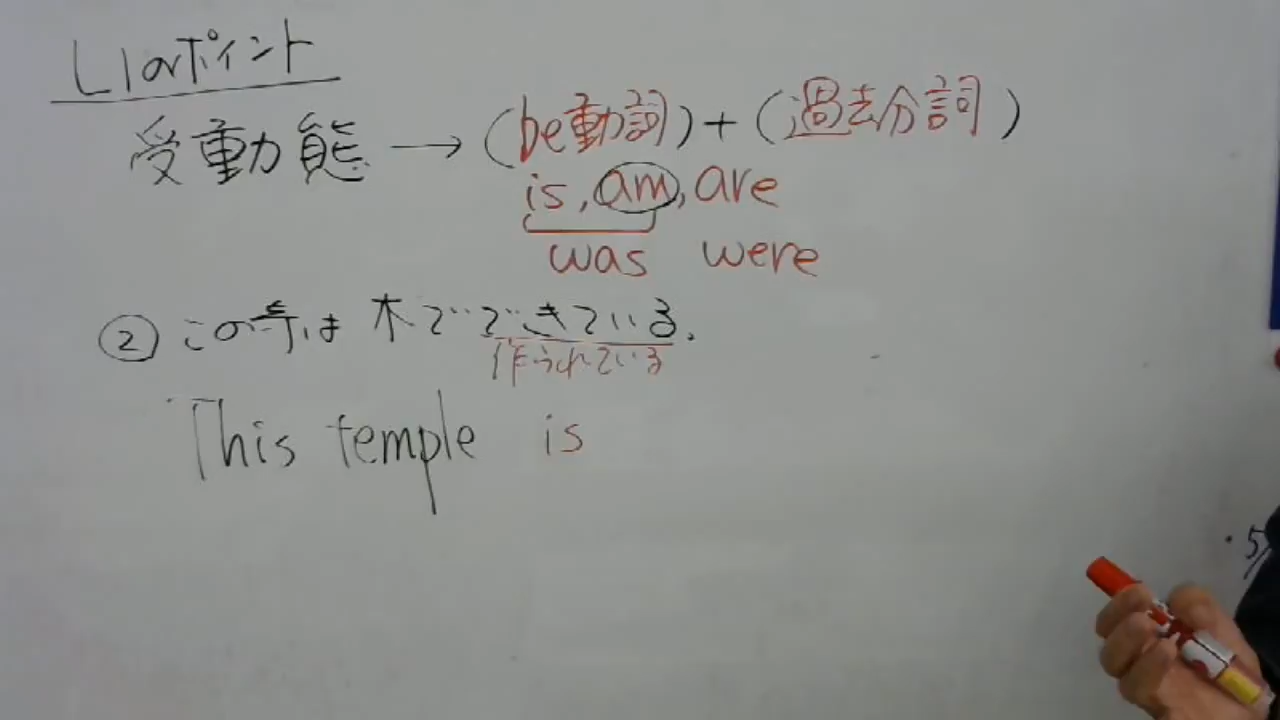 L1のポイント
受動態 → (be動詞) + (過去分詞)
is, am, are
was were
② この寺は木でできている.
作られている
This temple is